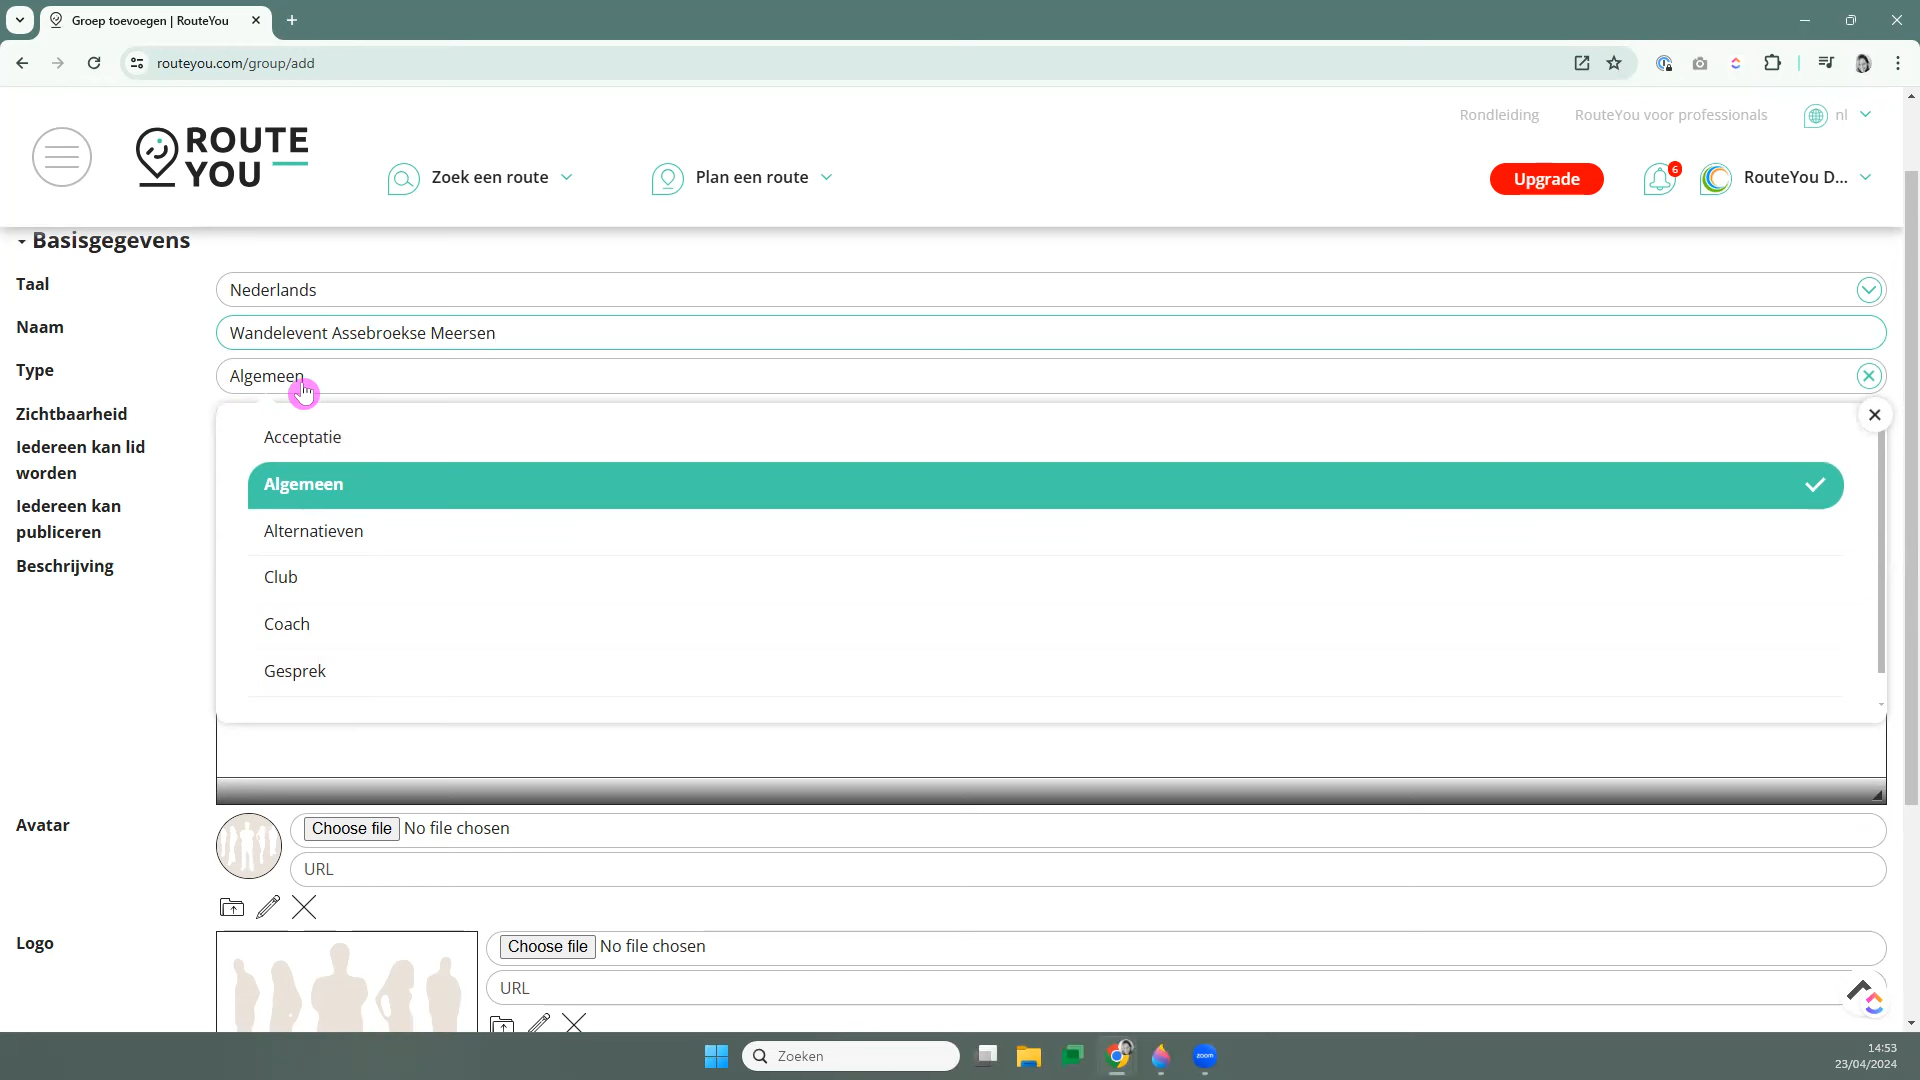 Groep toevoegen | RouteYou
routeyou.com/group/add
Rondleiding
RouteYou voor professionals
nl
ROUTE
YOU
Zoek een route
Plan een route
Upgrade
6
RouteYou D...
Basisgegevens
Taal
Nederlands
Naam
Wandelevent Assebroekse Meersen
Type
Algemeen
Zichtbaarheid
Acceptatie
Iedereen kan lid
worden
Algemeen
Iedereen kan
publiceren
Alternatieven
Beschrijving
Club
Coach
Gesprek
Avatar
Choose file No file chosen
URL
Logo
Choose file No file chosen
URL
Zoeken
zoom
14:53
23/04/2024